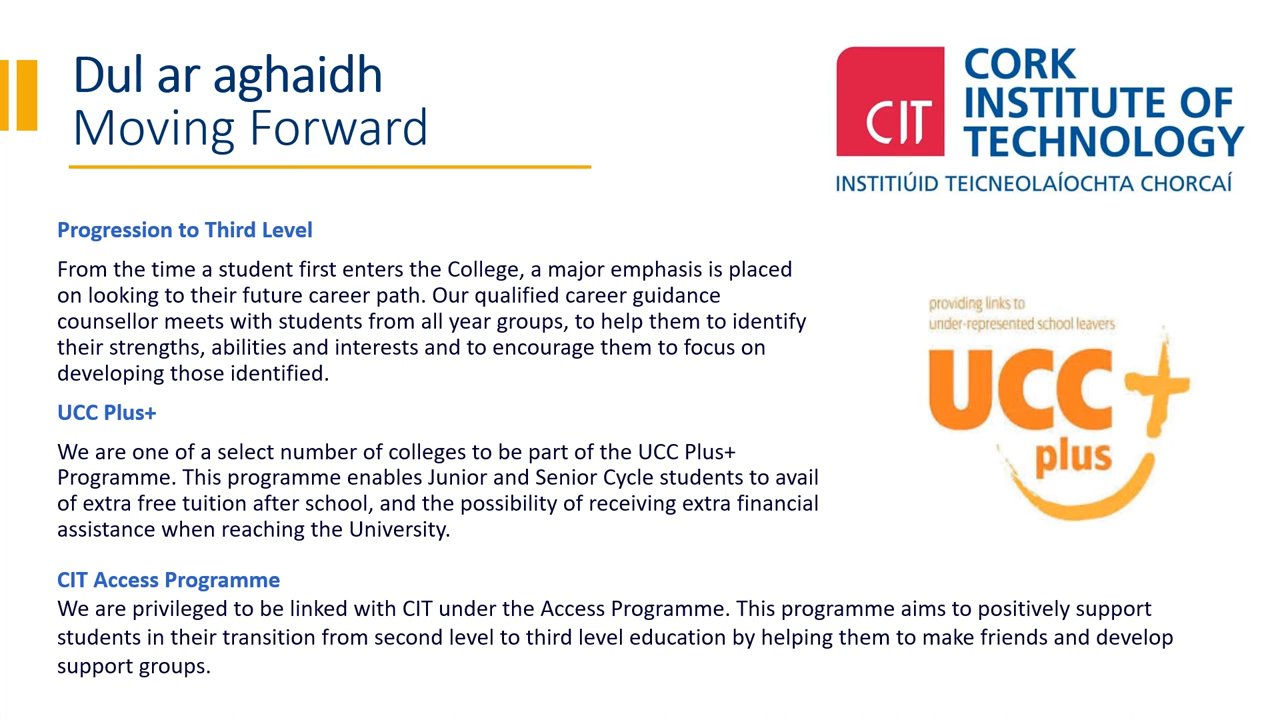 Dul ar aghaidh
Moving Forward
CIT
CORK
INSTITUTE OF
TECHNOLOGY
INSTITIÚID TEICNEOLAÍOCHTA CHORCAÍ
Progression to Third Level
From the time a student first enters the College, a major emphasis is placed
on looking to their future career path. Our qualified career guidance
counsellor meets with students from all year groups, to help them to identify
their strengths, abilities and interests and to encourage them to focus on
developing those identified.
UCC Plus+
We are one of a select number of colleges to be part of the UCC Plus+
Programme. This programme enables Junior and Senior Cycle students to avail
of extra free tuition after school, and the possibility of receiving extra financial
assistance when reaching the University.
providing links to
under-represented school leavers
UCC+
plus
CIT Access Programme
We are privileged to be linked with CIT under the Access Programme. This programme aims to positively support
students in their transition from second level to third level education by helping them to make friends and develop
support groups.